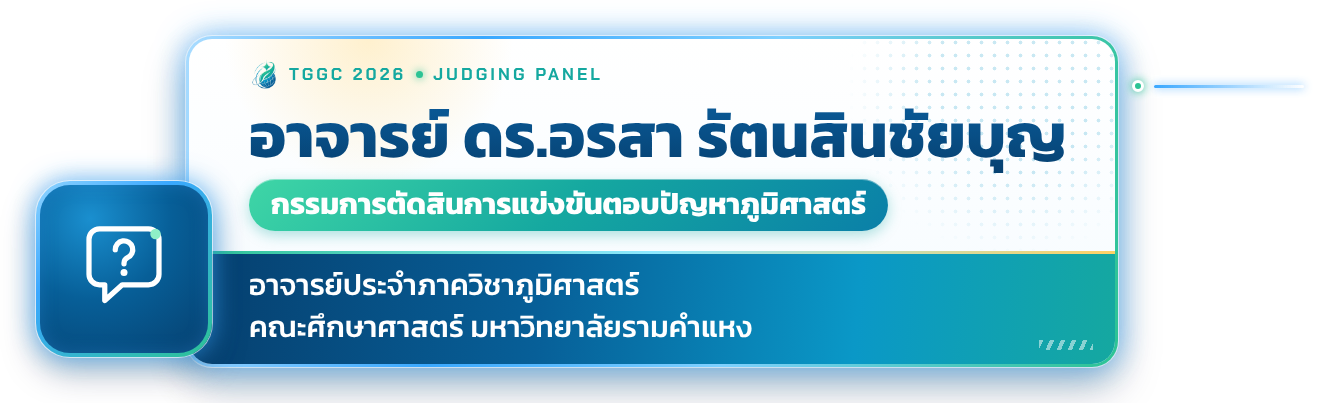 TGGC 2026 • JUDGING PANEL
อาจารย์ ดร.อรสา รัตนสินชัยบุญ
กรรมการตัดสินการแข่งขันตอบปัญหาภูมิศาสตร์
อาจารย์ประจำภาควิชาภูมิศาสตร์
คณะศึกษาศาสตร์ มหาวิทยาลัยรามคำแหง